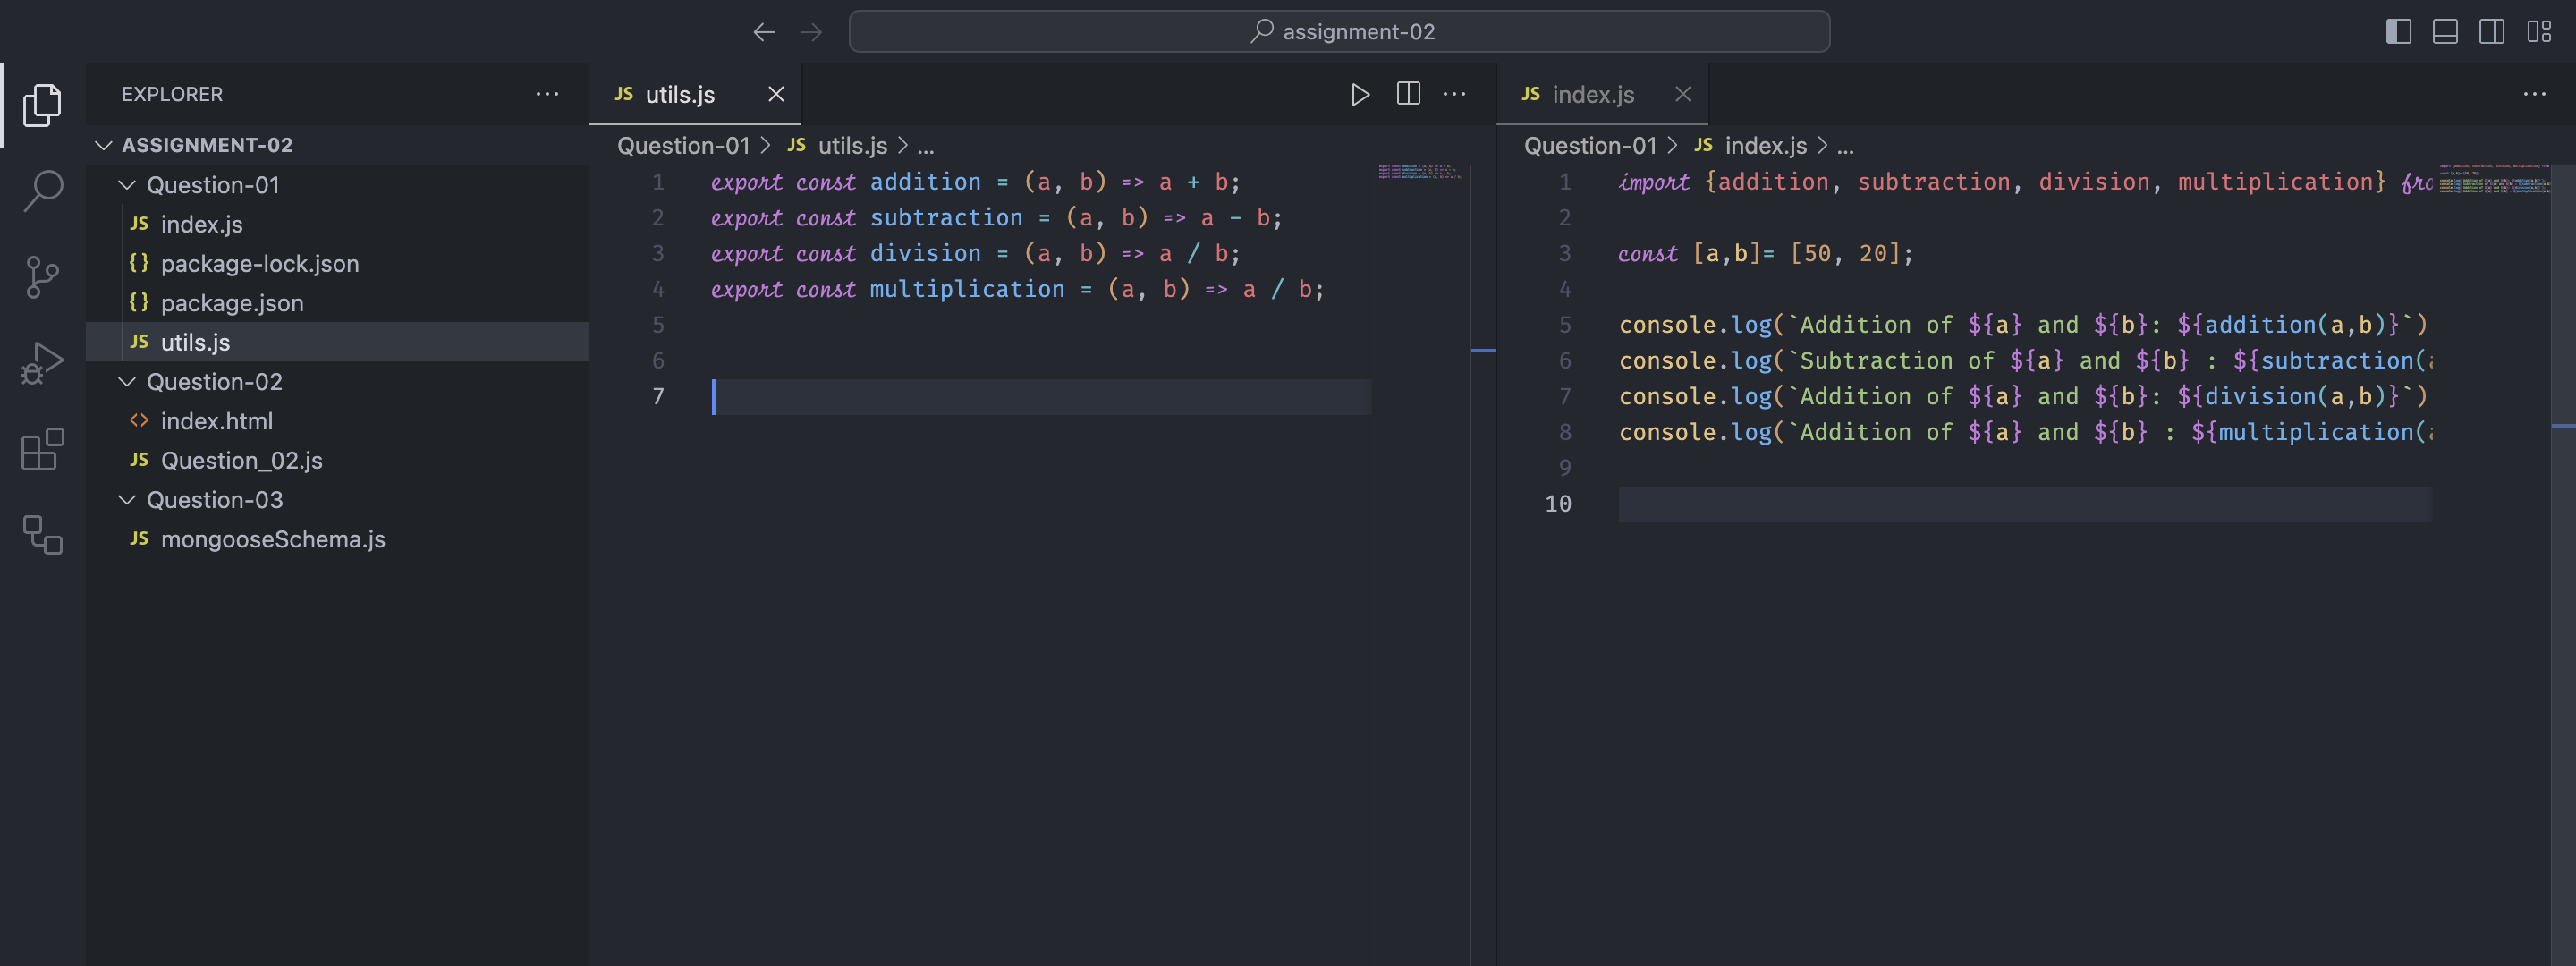 assignment-02
EXPLORER
ASSIGNMENT-02
Question-01
JS index.js
{} package-lock.json
{} package.json
JS utils.js
Question-02
<> index.html
JS Question_02.js
Question-03
JS mongooseSchema.js
JS utils.js
Question-01 > JS utils.js > ...
1 export const addition = (a, b) => a + b;
2 export const subtraction = (a, b) => a - b;
3 export const division = (a, b) => a / b;
4 export const multiplication = (a, b) => a / b;
5
6
7
JS index.js
Question-01 > JS index.js > ...
1 import {addition, subtraction, division, multiplication} fro
2
3 const [a,b]= [50, 20];
4
5 console.log(`Addition of ${a} and ${b}: ${addition(a,b)}`)
6 console.log(`Subtraction of ${a} and ${b} : ${subtraction(
7 console.log(`Addition of ${a} and ${b}: ${division(a,b)}`)
8 console.log(`Addition of ${a} and ${b} : ${multiplication(
9
10